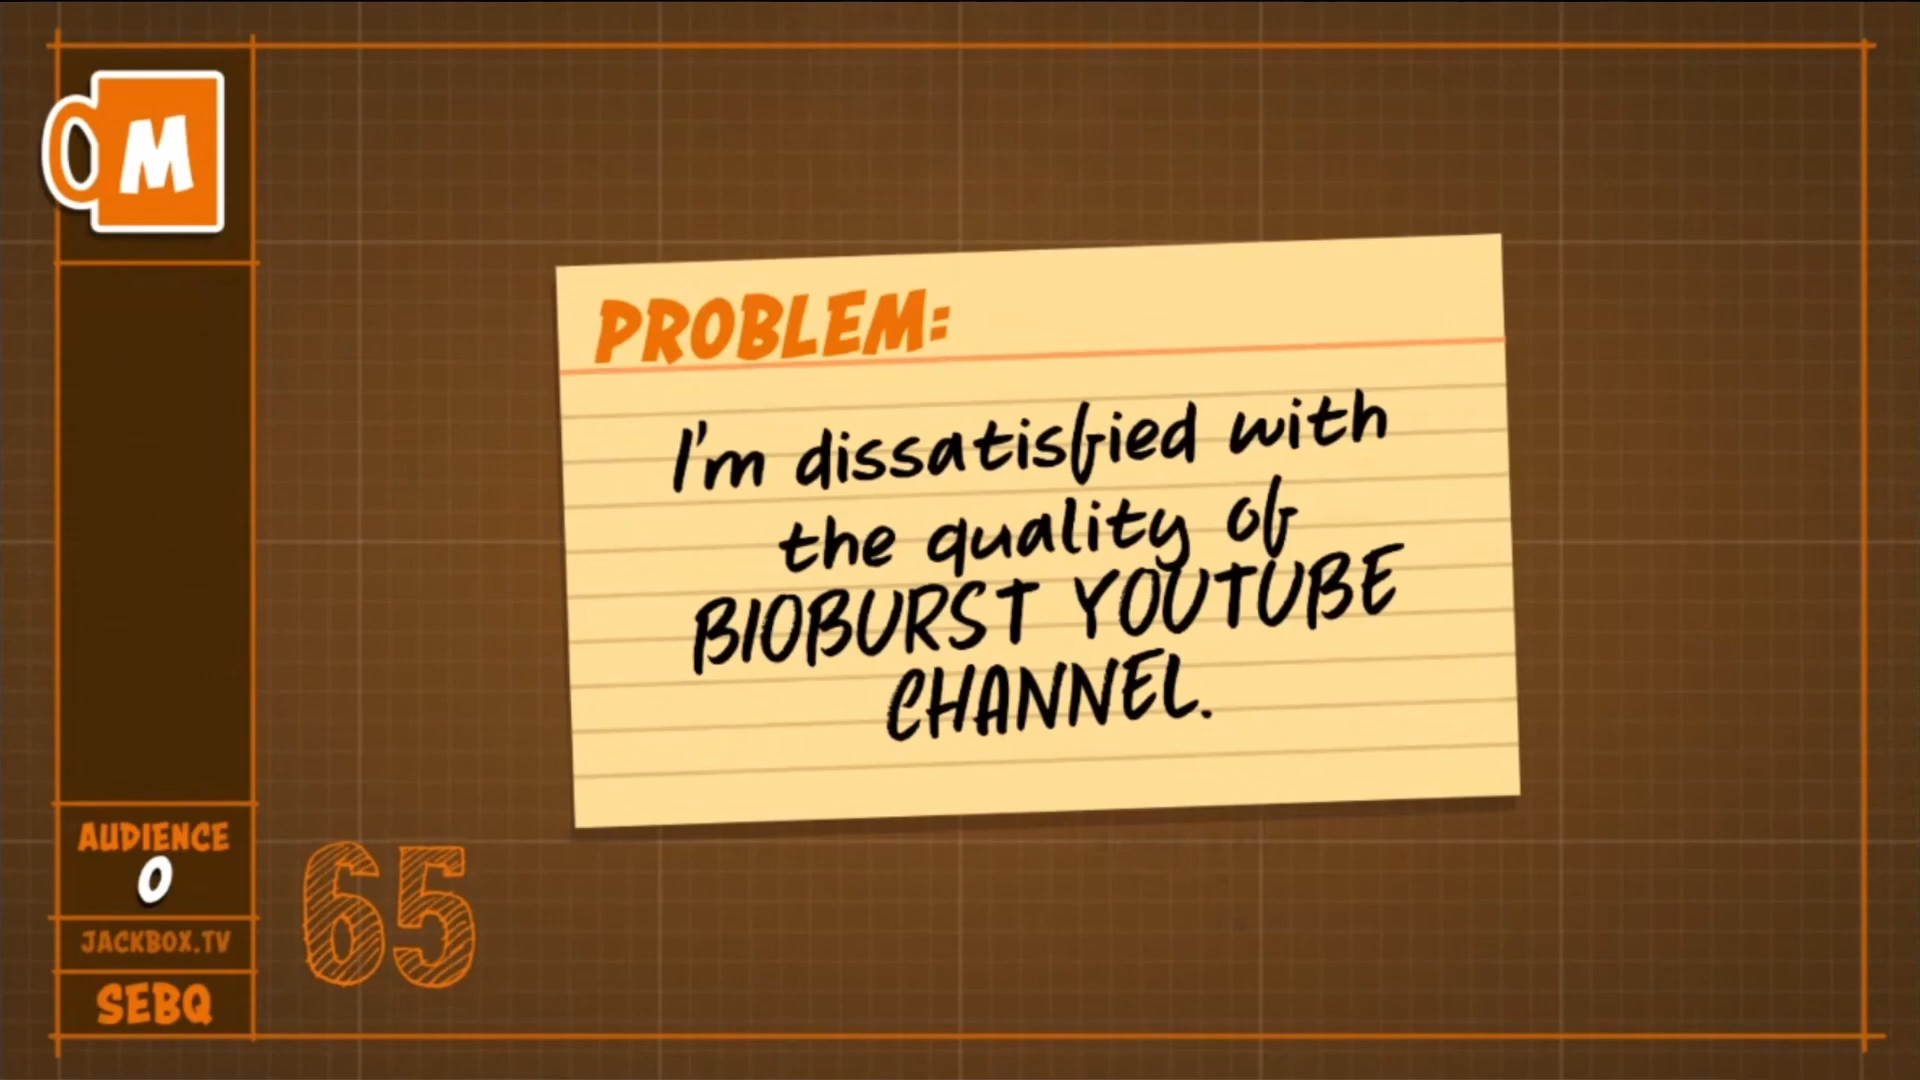 M
PROBLEM:
I'm dissatisfied with
the quality of
BIOBURST YOUTUBE
CHANNEL.
AUDIENCE
0
65
JACKBOX.TV
SEBQ